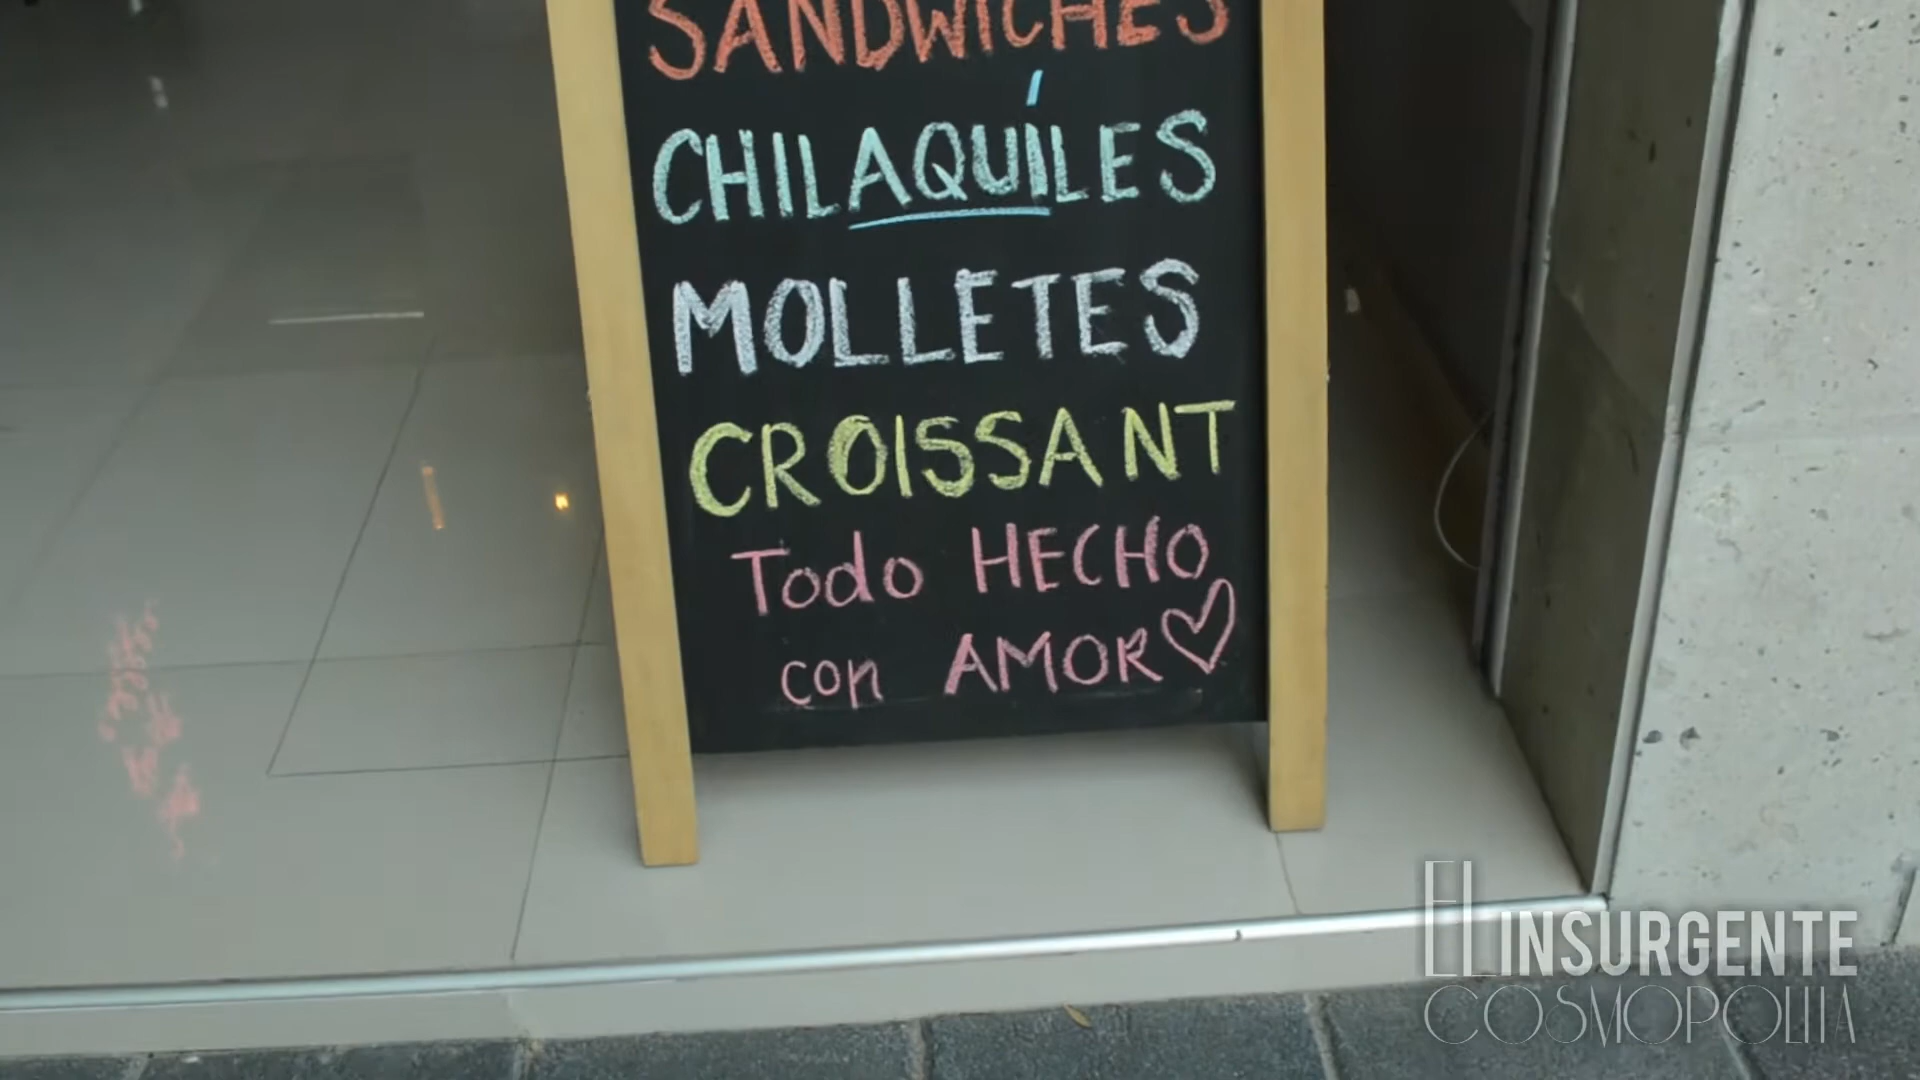 SANDWICHES
CHILAQUÍLES
MOLLETES
CROISSANT
Todo HECHO
con AMOR
El INSURGENTE
COSMOPOLITA